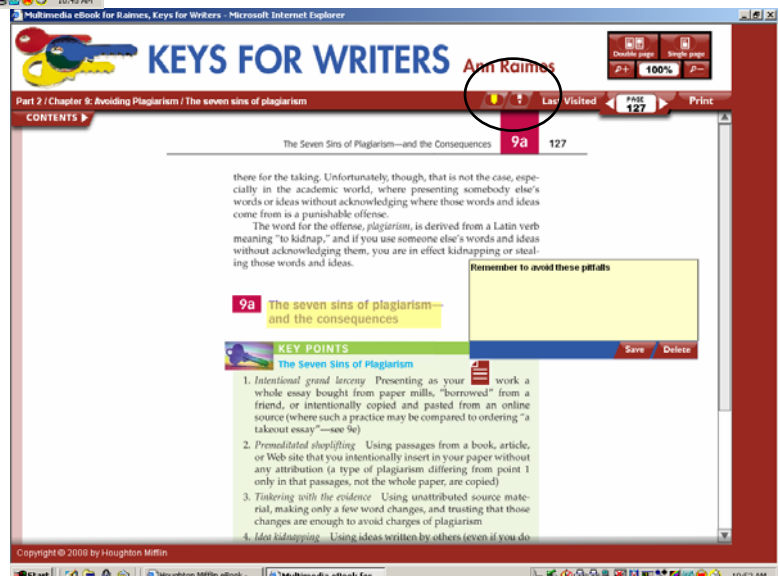 10:45 AM
Multimedia eBook for Raimes, Keys for Writers - Microsoft Internet Explorer
KEYS FOR WRITERS Ann Raimes
Double page Single page
P+ 100% P-
Part 2 / Chapter 9: Avoiding Plagiarism / The seven sins of plagiarism
Last Visited PAGE 127 Print
CONTENTS
The Seven Sins of Plagiarism—and the Consequences 9a 127
there for the taking. Unfortunately, though, that is not the case, espe-
cially in the academic world, where presenting somebody else's
words or ideas without acknowledging where those words and ideas
come from is a punishable offense.
The word for the offense, plagiarism, is derived from a Latin verb
meaning "to kidnap," and if you use someone else's words and ideas
without acknowledging them, you are in effect kidnapping or steal-
ing those words and ideas.
Remember to avoid these pitfalls
Save Delete
9a The seven sins of plagiarism—
and the consequences
KEY POINTS
The Seven Sins of Plagiarism
1. Intentional grand larceny Presenting as your work a
whole essay bought from paper mills, "borrowed" from a
friend, or intentionally copied and pasted from an online
source (where such a practice may be compared to ordering "a
takeout essay"—see 9e)
2. Premeditated shoplifting Using passages from a book, article,
or Web site that you intentionally insert in your paper without
any attribution (a type of plagiarism differing from point 1
only in that passages, not the whole paper, are copied)
3. Tinkering with the evidence Using unattributed source mate-
rial, making only a few word changes, and trusting that those
changes are enough to avoid charges of plagiarism
4. Idea kidnapping Using ideas written by others (even if you do
Copyright © 2008 by Houghton Mifflin
Start Houghton Mifflin eBook - Multimedia eBook for 10:52 AM